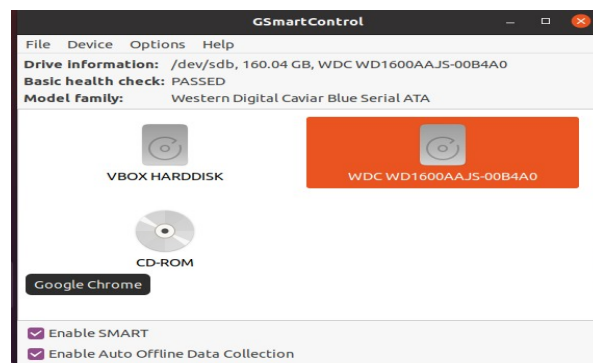 GSmartControl
File Device Options Help
Drive information: /dev/sdb, 160.04 GB, WDC WD1600AAJS-00B4A0
Basic health check: PASSED
Model family: Western Digital Caviar Blue Serial ATA
VBOX HARDDISK
WDC WD1600AAJS-00B4A0
CD-ROM
Google Chrome
Enable SMART
Enable Auto Offline Data Collection